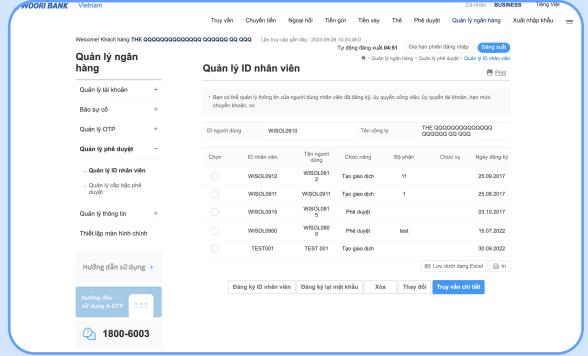 WOORI BANK Vietnam
Cá nhân BUSINESS Tiếng Việt
Truy vấn Chuyển tiền Ngoại hối Tiền gửi Tiền vay Thẻ Phê duyệt Quản lý ngân hàng Xuất nhập khẩu
Welcome! Khách hàng THE QQQQQQQQQQQQQQ QQQQQQ QQ QQQ Lần truy cập gần đây : 2023-09-26 14:24:48.0
Tự động đăng xuất 04:51 Gia hạn phiên đăng nhập Đăng xuất
Quản lý ngân
hàng
> Quản lý ngân hàng > Quản lý phê duyệt > Quản lý ID nhân viên
Quản lý ID nhân viên
Print
Quản lý tài khoản +
Báo sự cố +
Quản lý OTP +
Quản lý phê duyệt −
- Quản lý ID nhân viên
- Quản lý cấp bậc phê
duyệt
Quản lý thông tin +
Thiết lập màn hình chính
Hướng dẫn sử dụng
Hướng dẫn
sử dụng A-OTP
1800-6003
• Bạn có thể quản lý thông tin của người dùng nhân viên đã đăng ký, ủy quyền công việc, ủy quyền tài khoản, hạn mức
chuyển khoản, vv.
ID người dùng WISOL0910 Tên công ty THE QQQQQQQQQQQQQQ
QQQQQQ QQ QQQ
Chọn ID nhân viên Tên người
dùng Chức năng Bộ phận Chức vụ Ngày đăng ký
WISOL0912 WISOL091
2 Tạo giao dịch 11 25.09.2017
WISOL0911 WISOL0911 Tạo giao dịch 1 25.08.2017
WISOL0915 WISOL091
5 Phê duyệt 03.10.2017
WISOL0900 WISOL090
0 Phê duyệt test 15.07.2022
TEST001 TEST 001 Tạo giao dịch 30.09.2022
Lưu dưới dạng Excel In
Đăng ký ID nhân viên Đăng ký lại mật khẩu Xóa Thay đổi Truy vấn chi tiết